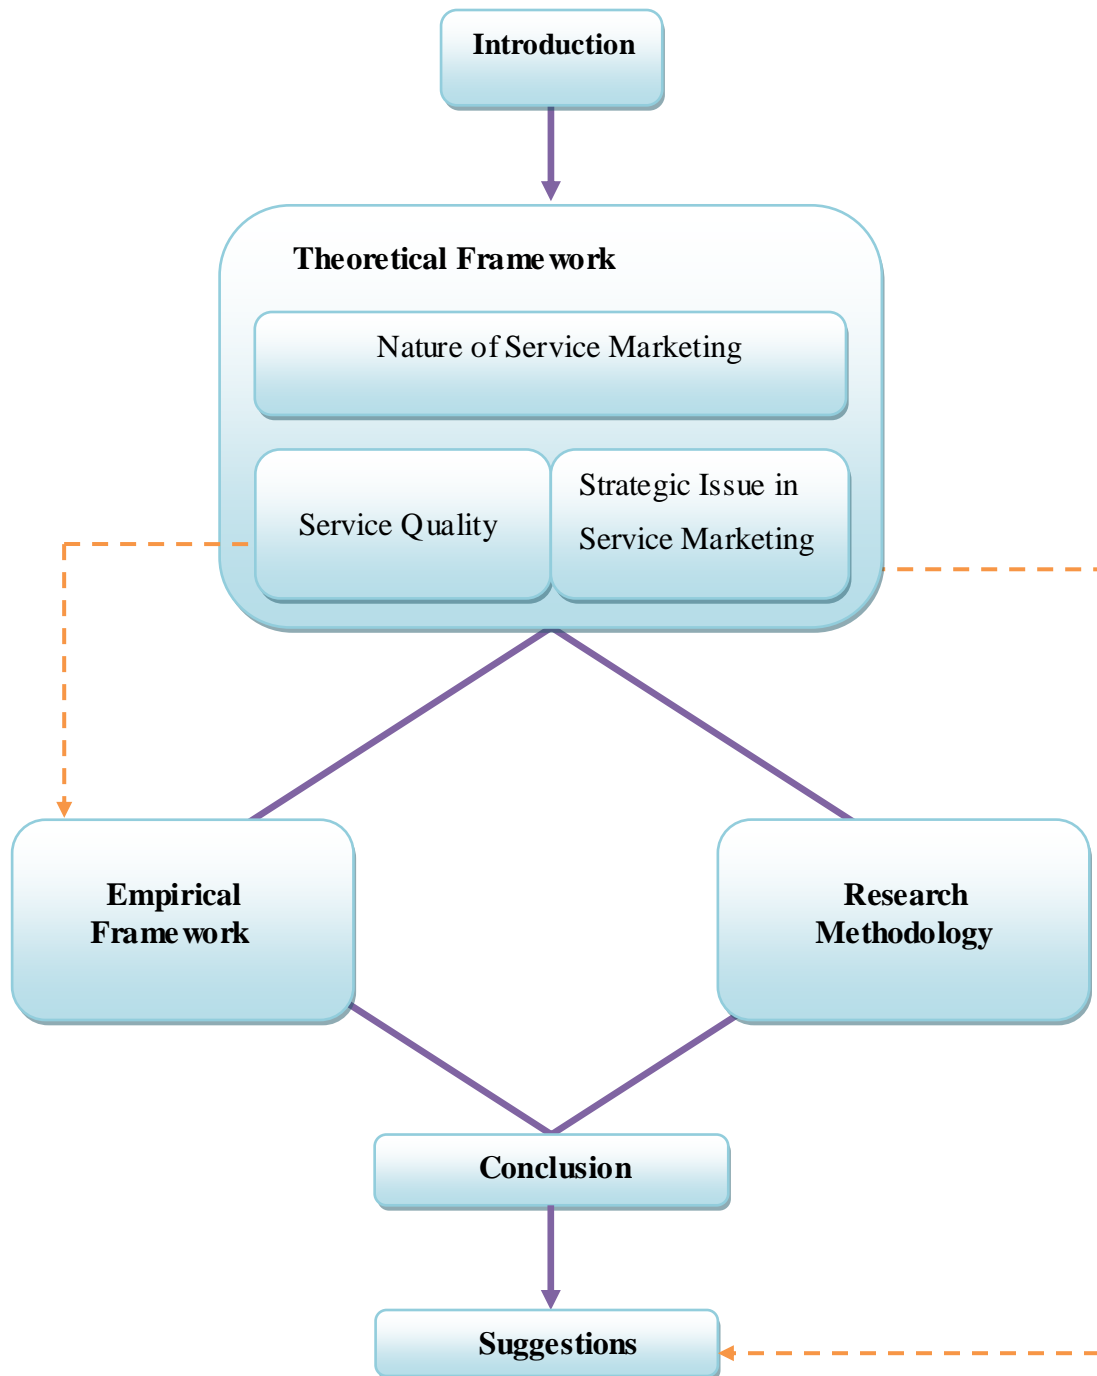 Introduction
Theoretical Framework
Nature of Service Marketing
Service Quality
Strategic Issue in
Service Marketing
Empirical
Framework
Research
Methodology
Conclusion
Suggestions